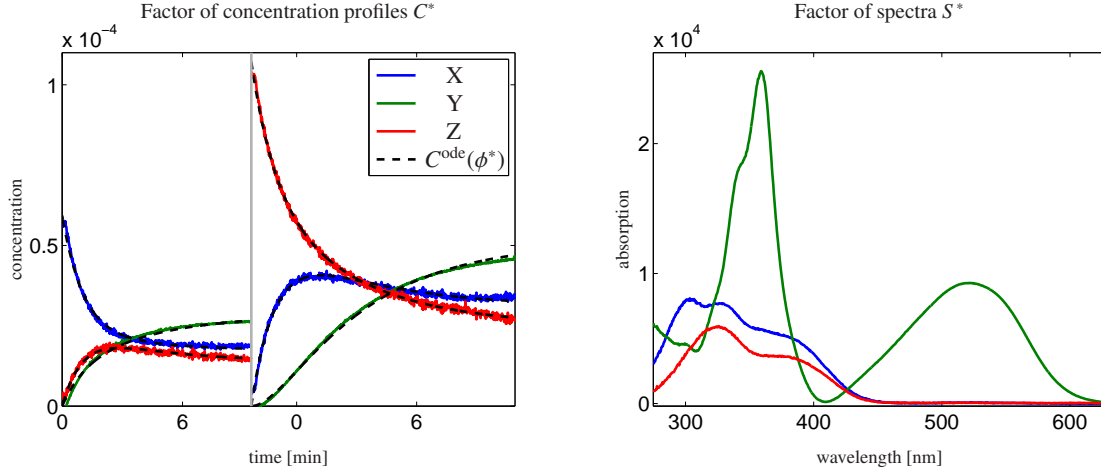 Factor of concentration profiles C*
x 10⁻⁴
1
0.5
0
concentration
X
Y
Z
C^ode(ϕ*)
0 6 0 6
time [min]
Factor of spectra S*
x 10⁴
3
2
1
0
absorption
300 400 500 600
wavelength [nm]